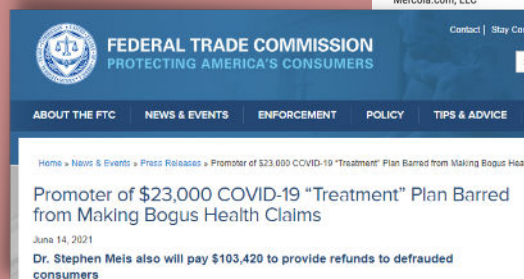 Mercola.com, LLC
Contact | Stay Co
FEDERAL TRADE COMMISSION
PROTECTING AMERICA'S CONSUMERS
ABOUT THE FTC NEWS & EVENTS ENFORCEMENT POLICY TIPS & ADVICE
Home » News & Events » Press Releases » Promoter of $23,000 COVID-19 "Treatment" Plan Barred from Making Bogus Hea
Promoter of $23,000 COVID-19 “Treatment” Plan Barred
from Making Bogus Health Claims
June 14, 2021
Dr. Stephen Meis also will pay $103,420 to provide refunds to defrauded
consumers